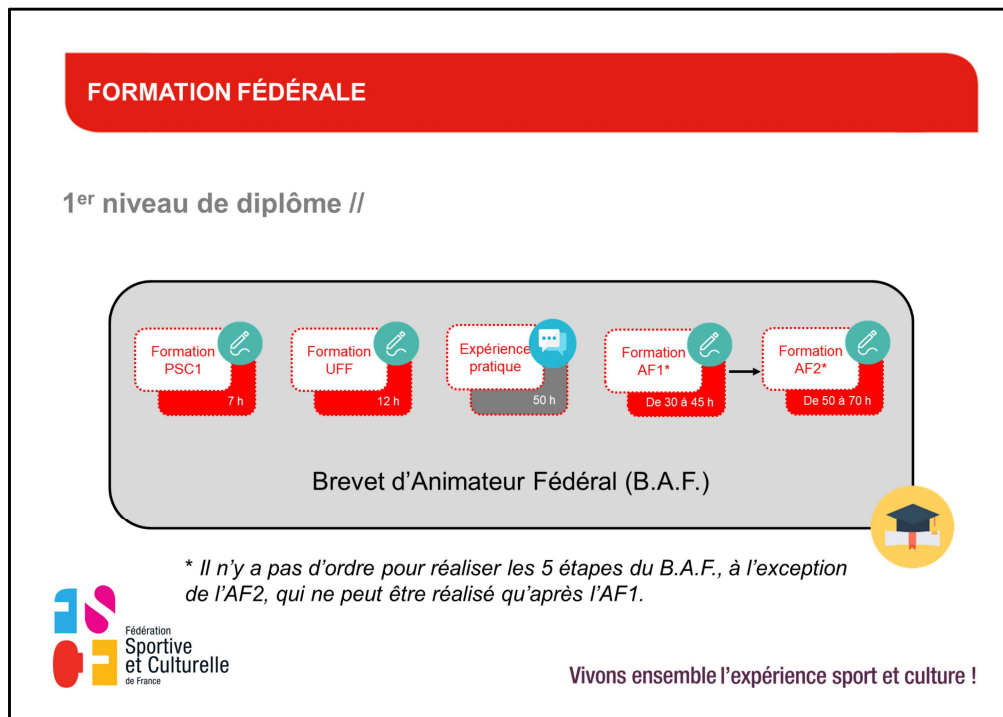 FORMATION FÉDÉRALE
1er niveau de diplôme //
Formation
PSC1
7 h
Formation
UFF
12 h
Expérience
pratique
50 h
Formation
AF1*
De 30 à 45 h
Formation
AF2*
De 50 à 70 h
Brevet d’Animateur Fédéral (B.A.F.)
* Il n’y a pas d’ordre pour réaliser les 5 étapes du B.A.F., à l’exception
de l’AF2, qui ne peut être réalisé qu’après l’AF1.
FSCF
Fédération
Sportive
et Culturelle
de France
Vivons ensemble l’expérience sport et culture !